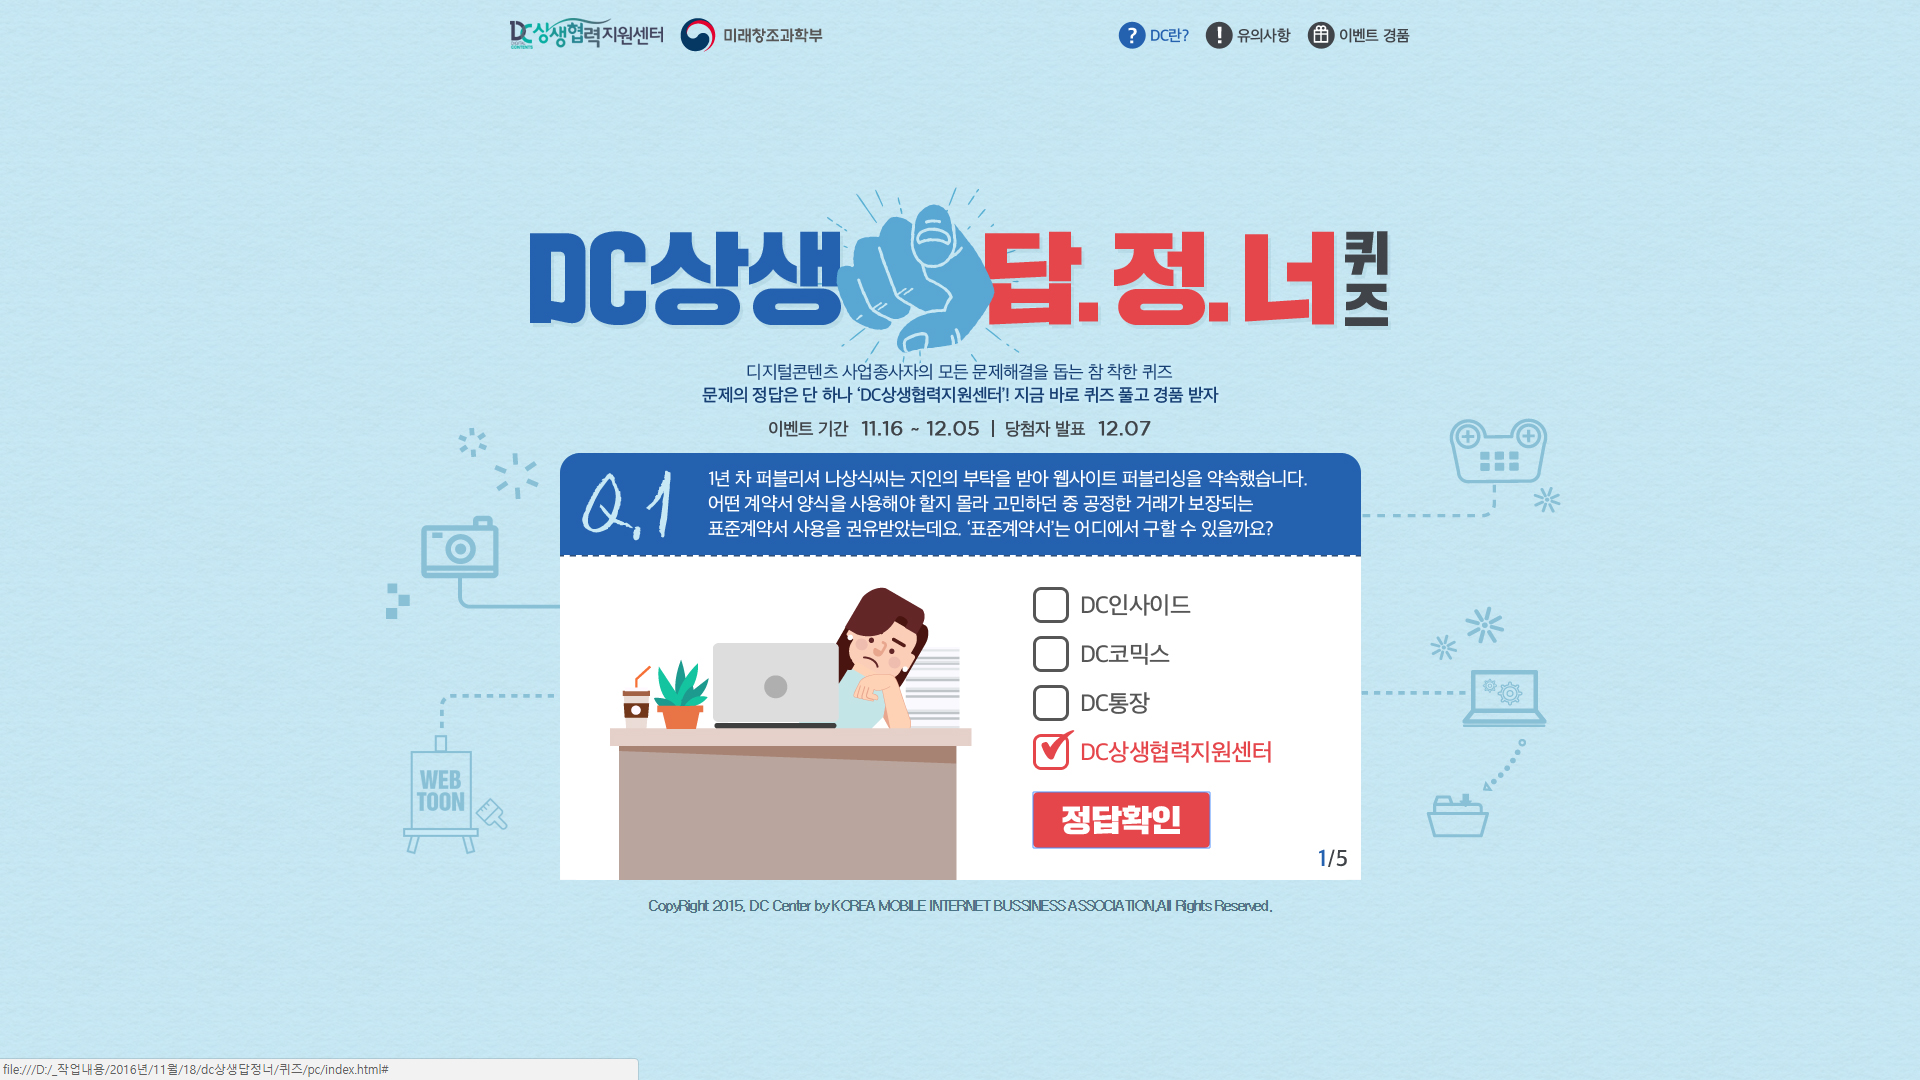 DC상생협력지원센터 미래창조과학부
? DC란? ! 유의사항 이벤트 경품
DC상생 답.정.너 퀴즈
디지털콘텐츠 사업종사자의 모든 문제해결을 돕는 참 착한 퀴즈
문제의 정답은 단 하나 ‘DC상생협력지원센터’! 지금 바로 퀴즈 풀고 경품 받자
이벤트 기간 11.16 ~ 12.05 | 당첨자 발표 12.07
Q.1
1년 차 퍼블리셔 나상식씨는 지인의 부탁을 받아 웹사이트 퍼블리싱을 약속했습니다.
어떤 계약서 양식을 사용해야 할지 몰라 고민하던 중 공정한 거래가 보장되는
표준계약서 사용을 권유받았는데요. ‘표준계약서’는 어디에서 구할 수 있을까요?
DC인사이드
DC코믹스
DC통장
DC상생협력지원센터
정답확인
1/5
WEB
TOON
CopyRight 2015. DC Center by KOREA MOBILE INTERNET BUSSINESS ASSOCIATION.All Rights Reserved.
file:///D:/_작업내용/2016년/11월/18/dc상생답정너/퀴즈/pc/index.html#